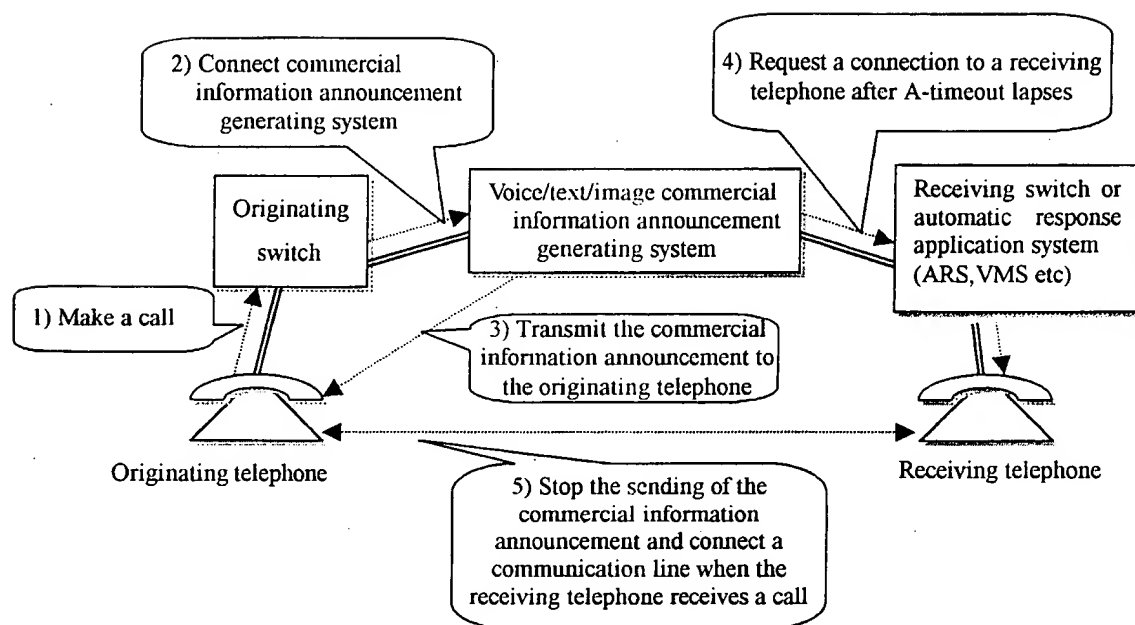 2) Connect commercial
information announcement
generating system
4) Request a connection to a receiving
telephone after A-timeout lapses
Originating
switch
Voice/text/image commercial
information announcement
generating system
Receiving switch or
automatic response
application system
(ARS,VMS etc)
1) Make a call
3) Transmit the commercial
information announcement to
the originating telephone
Originating telephone
Receiving telephone
5) Stop the sending of the
commercial information
announcement and connect a
communication line when the
receiving telephone receives a call